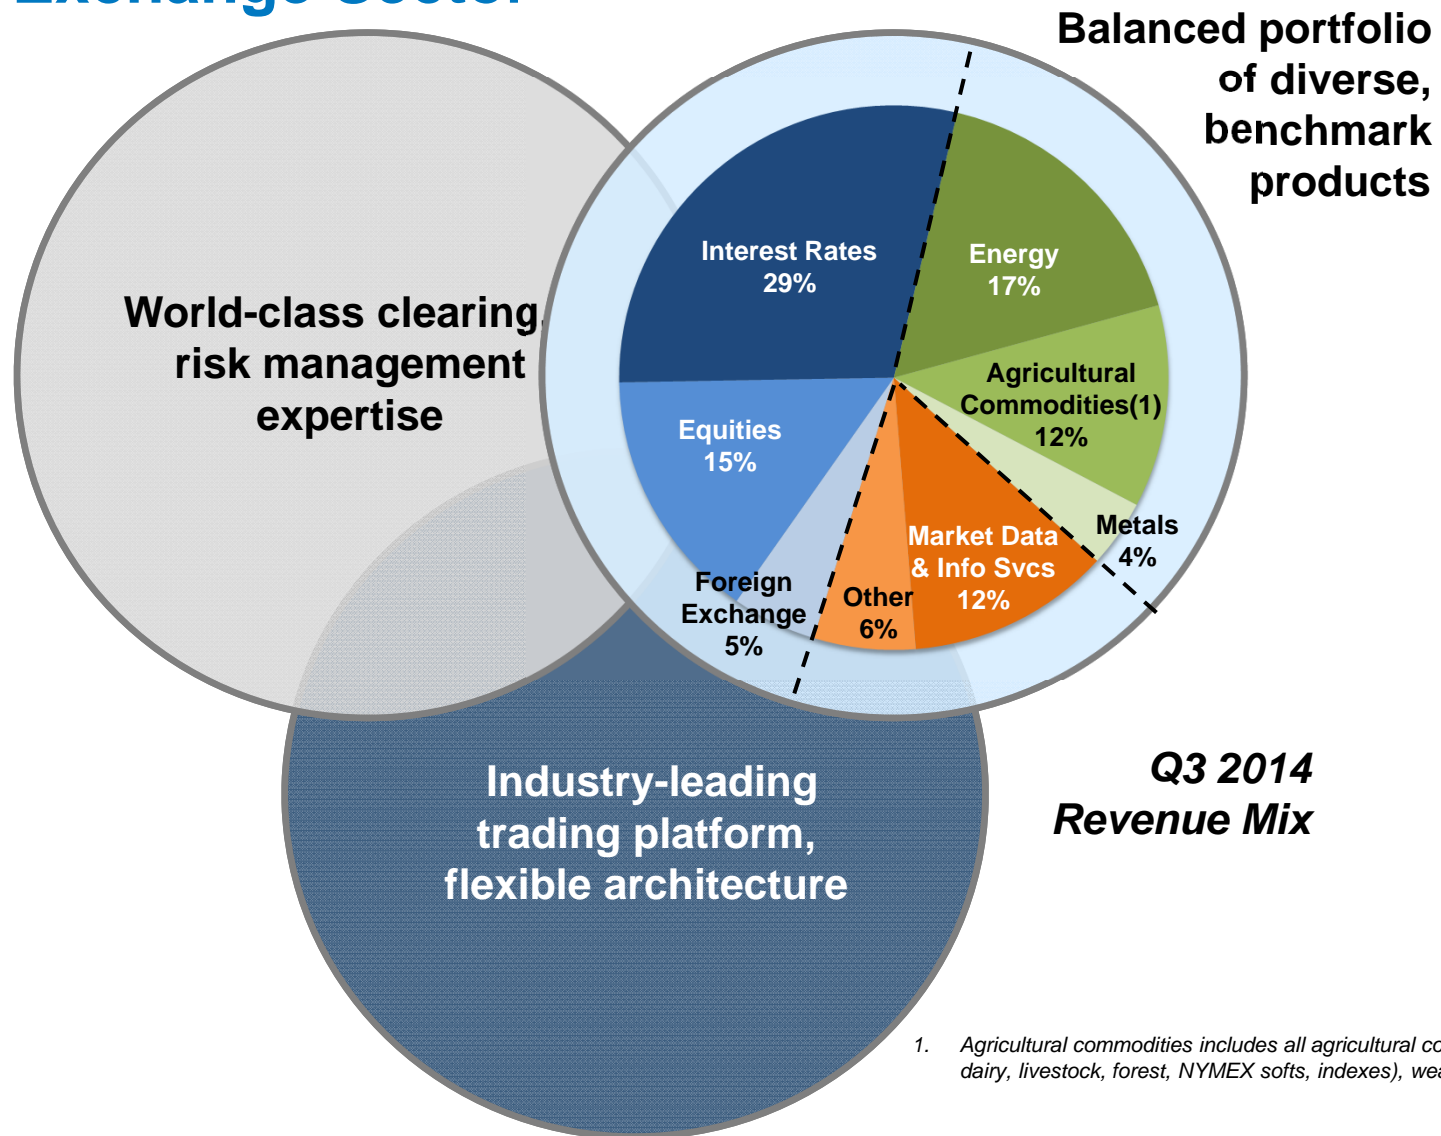 Exchange Sector
Balanced portfolio
of diverse,
benchmark
products
World-class clearing,
risk management
expertise
Interest Rates
29%
Energy
17%
Agricultural
Commodities(1)
12%
Equities
15%
Metals
4%
Market Data
& Info Svcs
12%
Foreign
Exchange
5%
Other
6%
Industry-leading
trading platform,
flexible architecture
Q3 2014
Revenue Mix
1. Agricultural commodities includes all agricultural
dairy, livestock, forest, NYMEX softs, indexes),